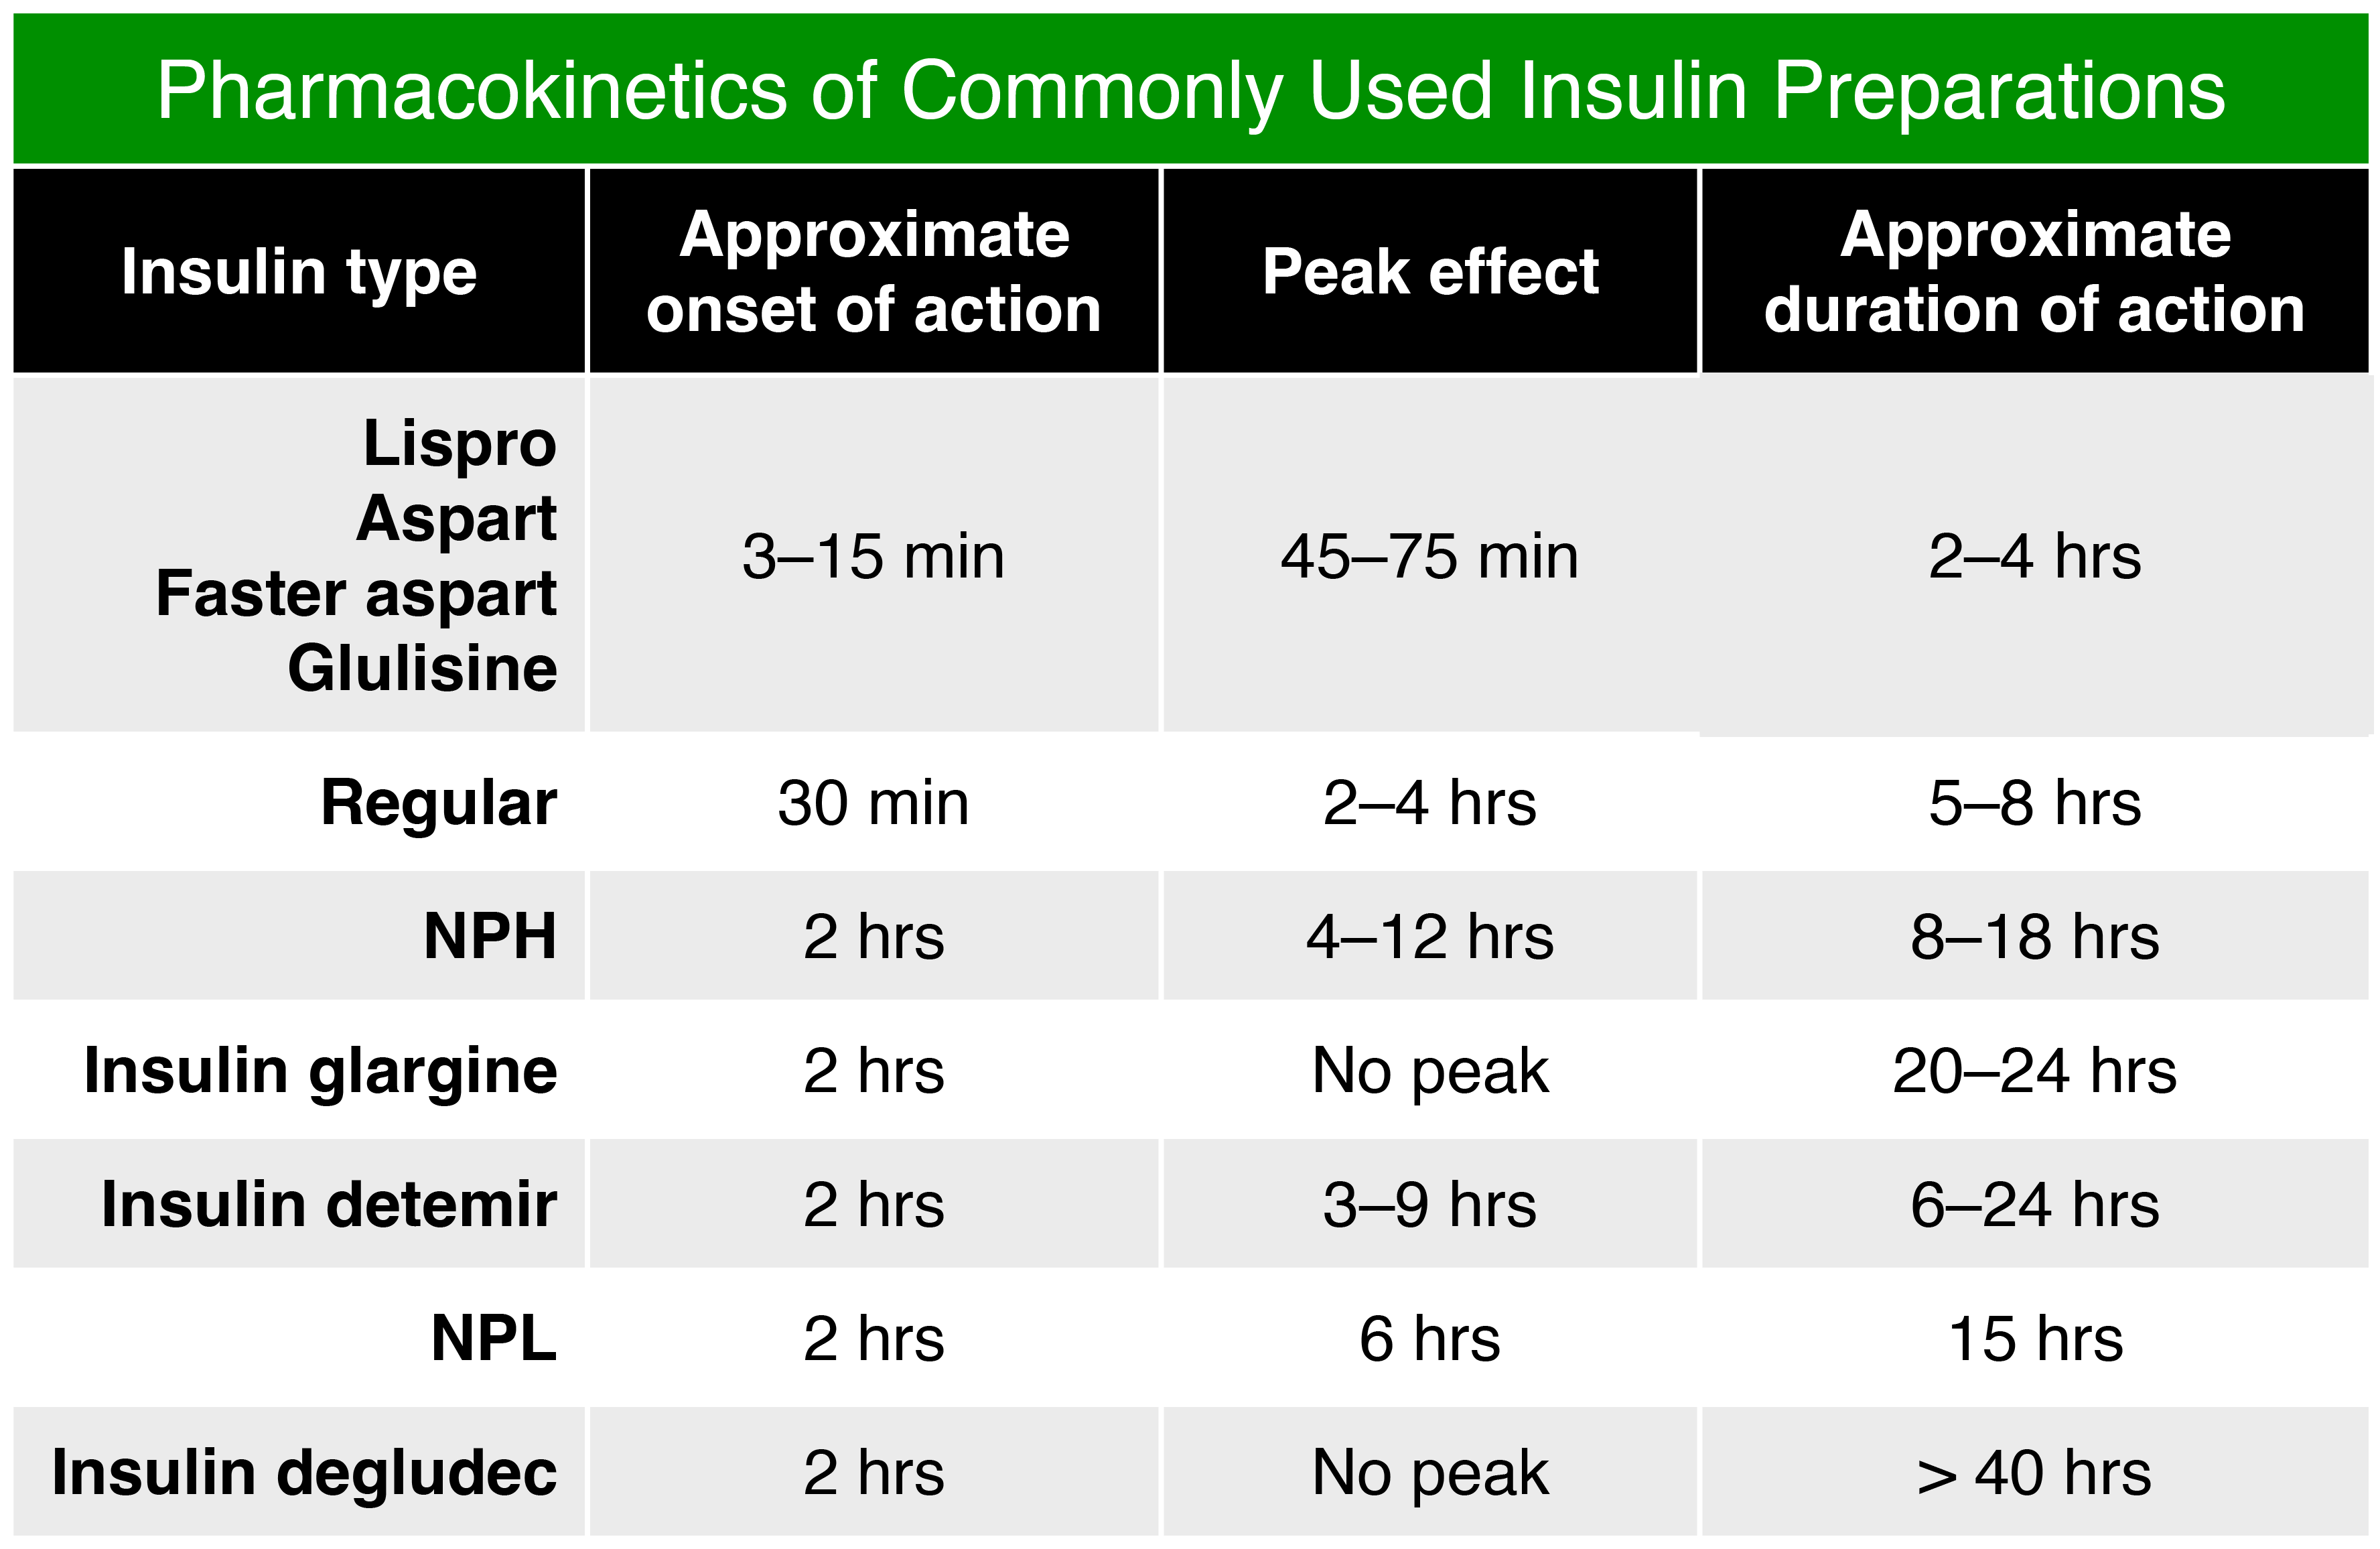 Pharmacokinetics of Commonly Used Insulin Preparations
Insulin type
Approximate
onset of action
Peak effect
Approximate
duration of action
Lispro
Aspart
Faster aspart
Glulisine
3–15 min
45–75 min
2–4 hrs
Regular
30 min
2–4 hrs
5–8 hrs
NPH
2 hrs
4–12 hrs
8–18 hrs
Insulin glargine
2 hrs
No peak
20–24 hrs
Insulin detemir
2 hrs
3–9 hrs
6–24 hrs
NPL
2 hrs
6 hrs
15 hrs
Insulin degludec
2 hrs
No peak
> 40 hrs